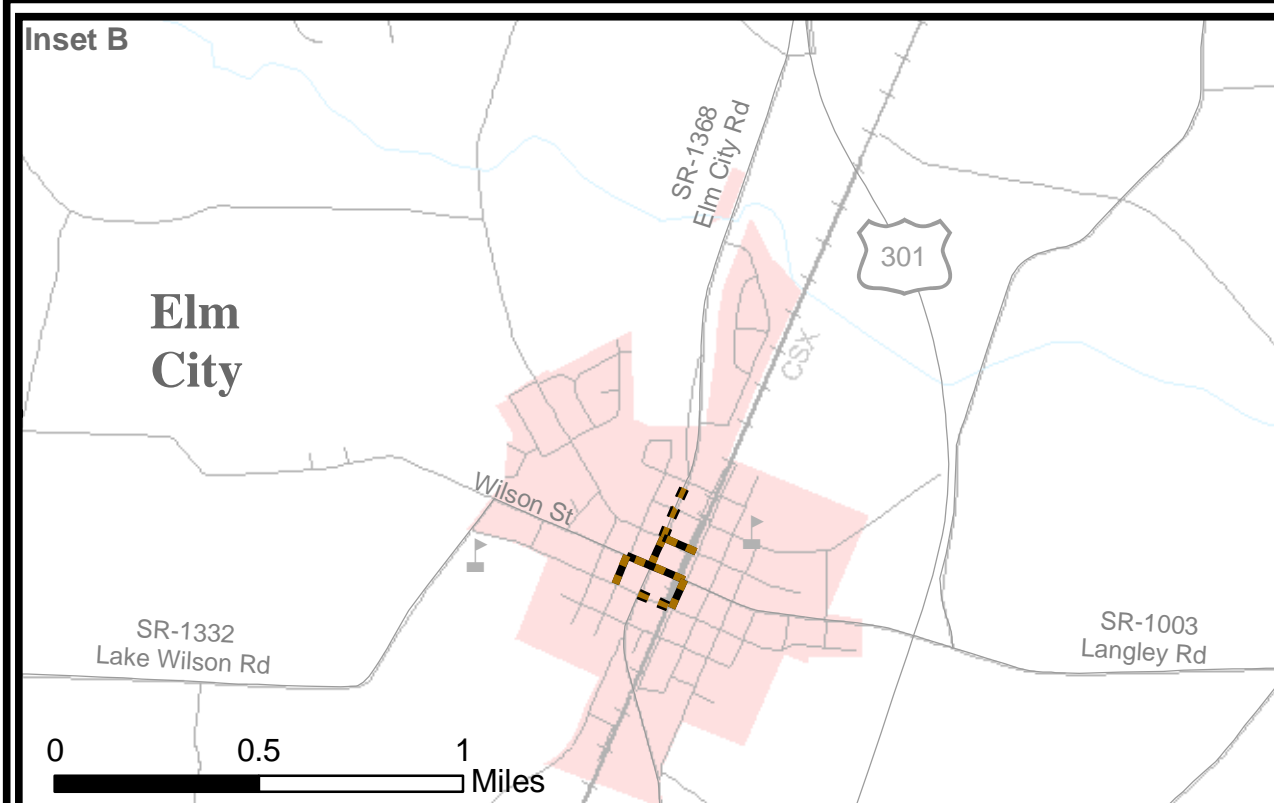 Inset B
SR-1368
Elm City Rd
301
Elm
City
CSX
Wilson St
SR-1332
Lake Wilson Rd
SR-1003
Langley Rd
0 0.5 1
Miles